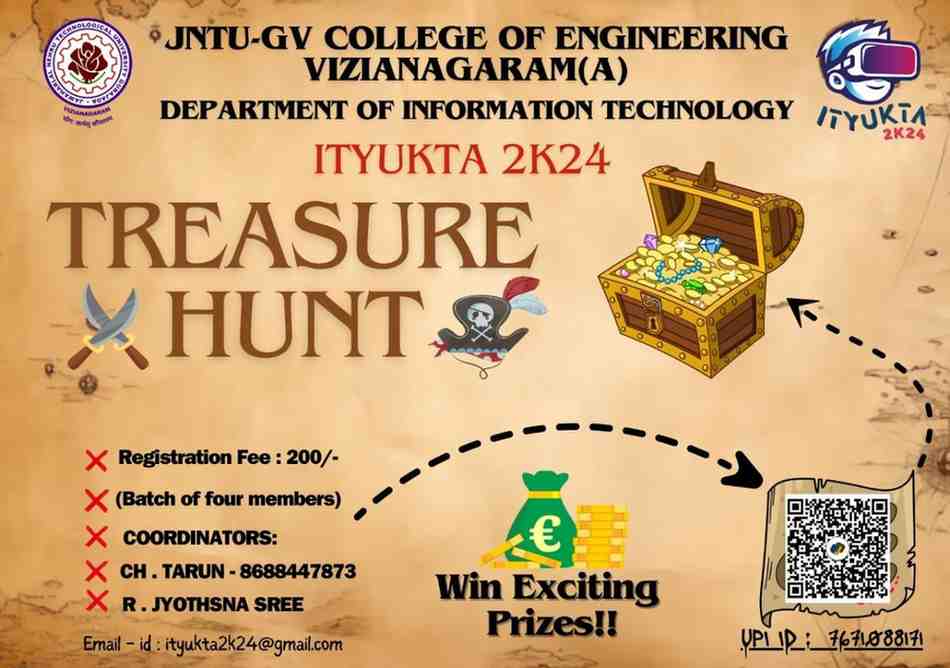 JNTU-GV COLLEGE OF ENGINEERING
VIZIANAGARAM(A)
DEPARTMENT OF INFORMATION TECHNOLOGY
VIZIANAGARAM
ITYUKTA
2K24
ITYUKTA 2K24
TREASURE
HUNT
Registration Fee : 200/-
(Batch of four members)
COORDINATORS:
CH . TARUN - 8688447873
R . JYOTHSNA SREE
Email - id : ityukta2k24@gmail.com
€
Win Exciting
Prizes!!
UPI ID : 7671088171